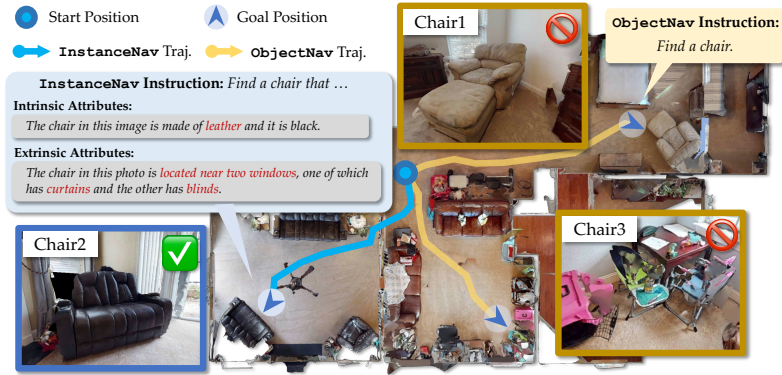 Start Position
Goal Position
InstanceNav Traj.
ObjectNav Traj.
InstanceNav Instruction: Find a chair that …
Intrinsic Attributes:
The chair in this image is made of leather and it is black.
Extrinsic Attributes:
The chair in this photo is located near two windows, one of which
has curtains and the other has blinds.
Chair1
ObjectNav Instruction:
Find a chair.
Chair2
Chair3